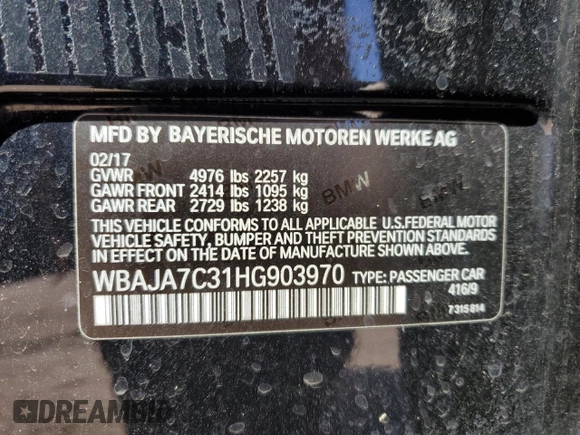 MFD BY BAYERISCHE MOTOREN WERKE AG
02/17
GVWR 4976 lbs 2257 kg
GAWR FRONT 2414 lbs 1095 kg
GAWR REAR 2729 lbs 1238 kg
THIS VEHICLE CONFORMS TO ALL APPLICABLE U.S.FEDERAL MOTOR
VEHICLE SAFETY, BUMPER AND THEFT PREVENTION STANDARDS
IN EFFECT ON THE DATE OF MANUFACTURE SHOWN ABOVE.
WBAJA7C31HG903970 TYPE: PASSENGER CAR
416/9
7315814
BMW
DREAMBID